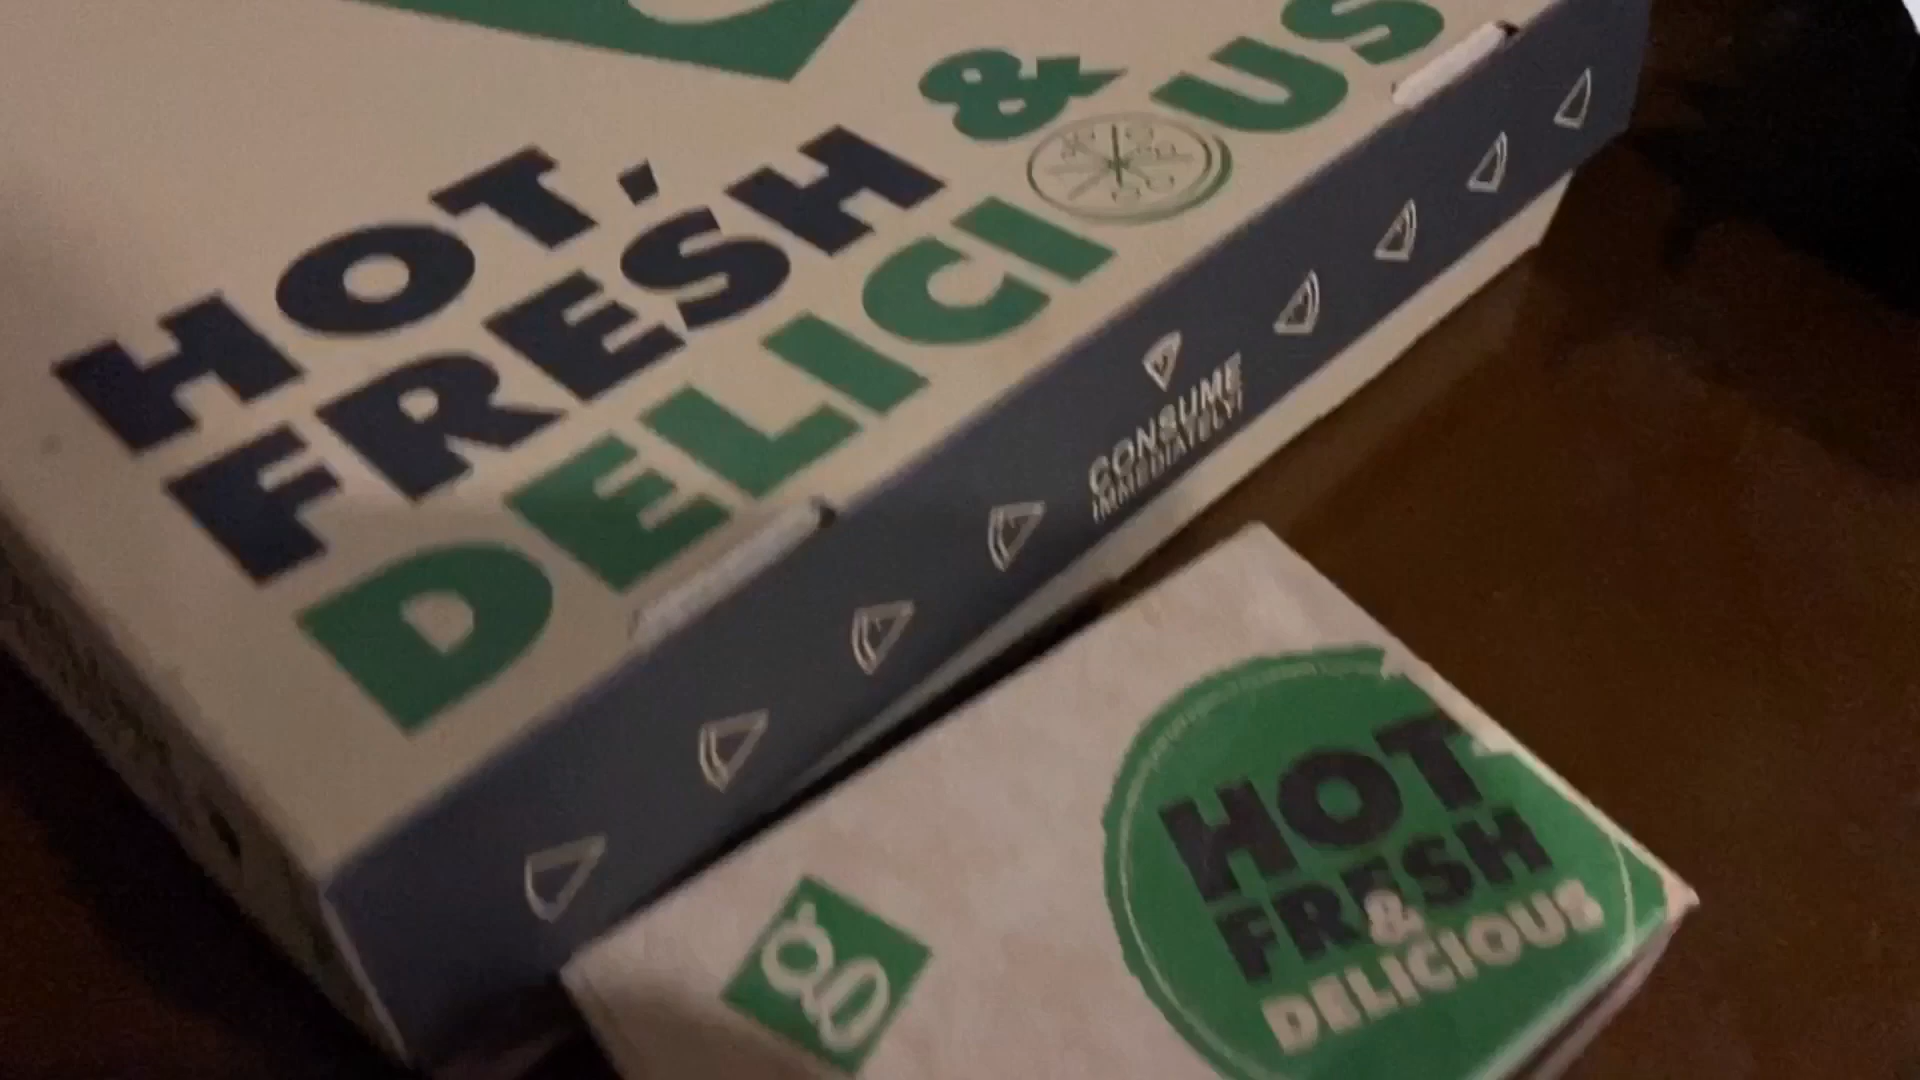 HOT,
FRESH &
DELICIOUS
CONSUME
IMMEDIATELY!
g
HOT
FRESH
&
DELICIOUS